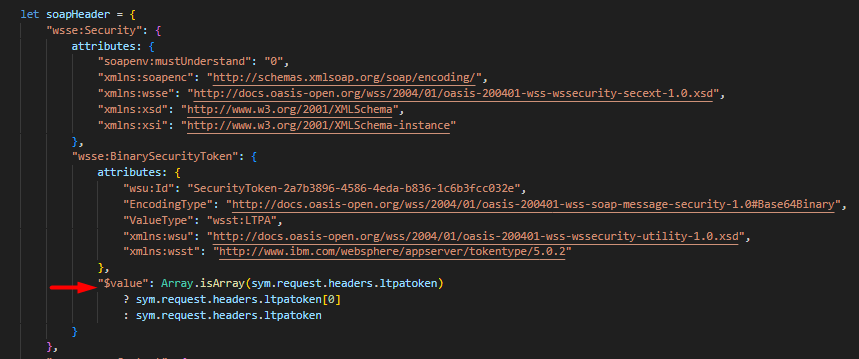 let soapHeader = {
"wsse:Security": {
attributes: {
"soapenv:mustUnderstand": "0",
"xmlns:soapenc": "http://schemas.xmlsoap.org/soap/encoding/",
"xmlns:wsse": "http://docs.oasis-open.org/wss/2004/01/oasis-200401-wss-wssecurity-secext-1.0.xsd",
"xmlns:xsd": "http://www.w3.org/2001/XMLSchema",
"xmlns:xsi": "http://www.w3.org/2001/XMLSchema-instance"
},
"wsse:BinarySecurityToken": {
attributes: {
"wsu:Id": "SecurityToken-2a7b3896-4586-4eda-b836-1c6b3fcc032e",
"EncodingType": "http://docs.oasis-open.org/wss/2004/01/oasis-200401-wss-soap-message-security-1.0#Base64Binary",
"ValueType": "wsst:LTPA",
"xmlns:wsu": "http://docs.oasis-open.org/wss/2004/01/oasis-200401-wss-wssecurity-utility-1.0.xsd",
"xmlns:wsst": "http://www.ibm.com/websphere/appserver/tokentype/5.0.2"
},
"$value": Array.isArray(sym.request.headers.ltpatoken)
? sym.request.headers.ltpatoken[0]
: sym.request.headers.ltpatoken
}
},